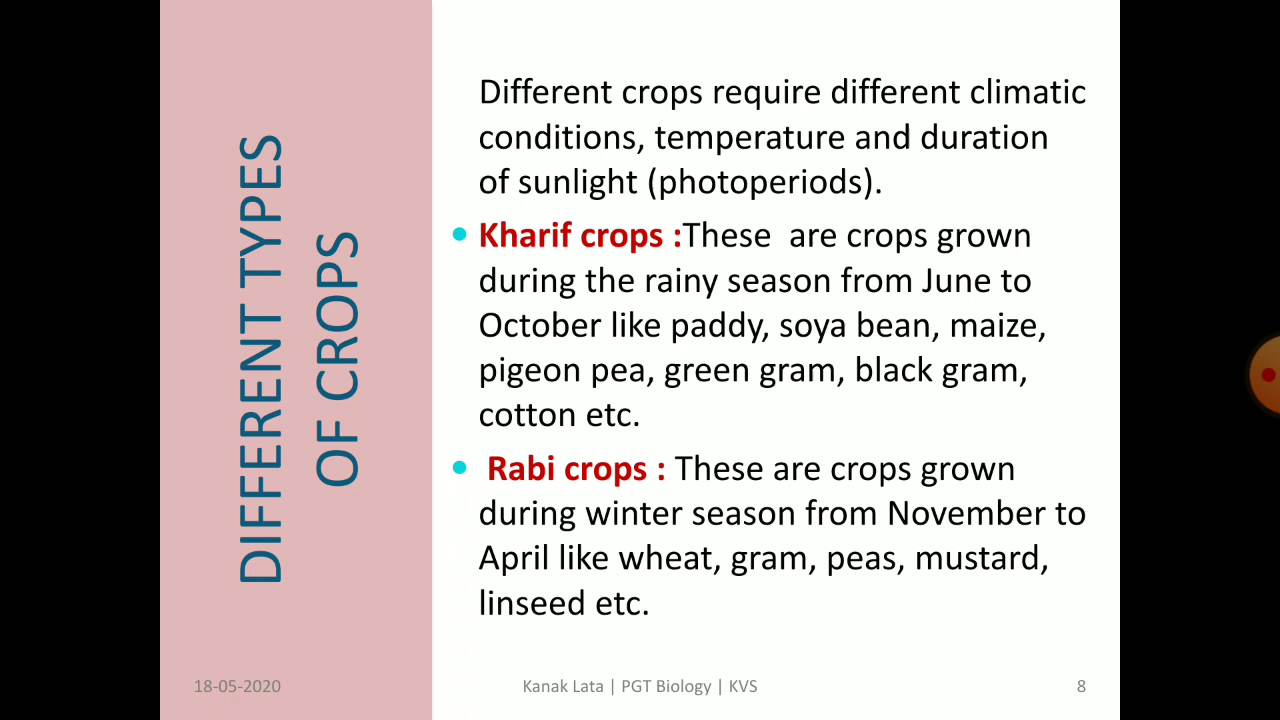 DIFFERENT TYPES
OF CROPS
Different crops require different climatic
conditions, temperature and duration
of sunlight (photoperiods).
• Kharif crops :These  are crops grown
during the rainy season from June to
October like paddy, soya bean, maize,
pigeon pea, green gram, black gram,
cotton etc.
• Rabi crops : These are crops grown
during winter season from November to
April like wheat, gram, peas, mustard,
linseed etc.
18-05-2020
Kanak Lata | PGT Biology | KVS
8